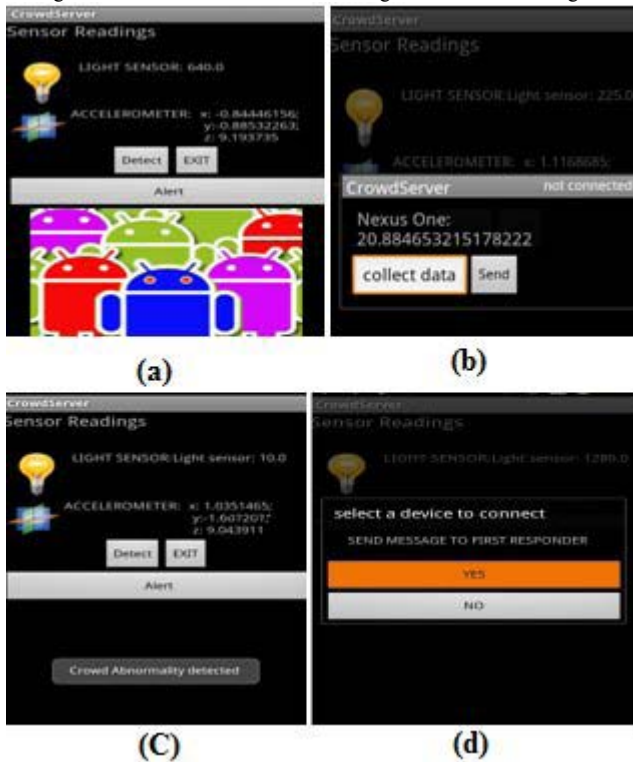 CrowdServer
Sensor Readings
LIGHT SENSOR: 640.0
ACCELEROMETER: x: -0.84446156;
y:-0.88532263;
z: 9.193735
Detect EXIT
Alert
(a)
CrowdServer
Sensor Readings
LIGHT SENSOR:Light sensor: 225.0
ACCELEROMETER: x: 1.1168685;
CrowdServer not connected
Nexus One:
20.884653215178222
collect data Send
(b)
CrowdServer
Sensor Readings
LIGHT SENSOR:Light sensor: 10.0
ACCELEROMETER: x: 1.0351465;
y:-1.607207;
z: 9.043911
Detect EXIT
Alert
Crowd Abnormality detected
(C)
CrowdServer
Sensor Readings
LIGHT SENSOR:Light sensor: 1280.0
select a device to connect
SEND MESSAGE TO FIRST RESPONDER
YES
NO
(d)